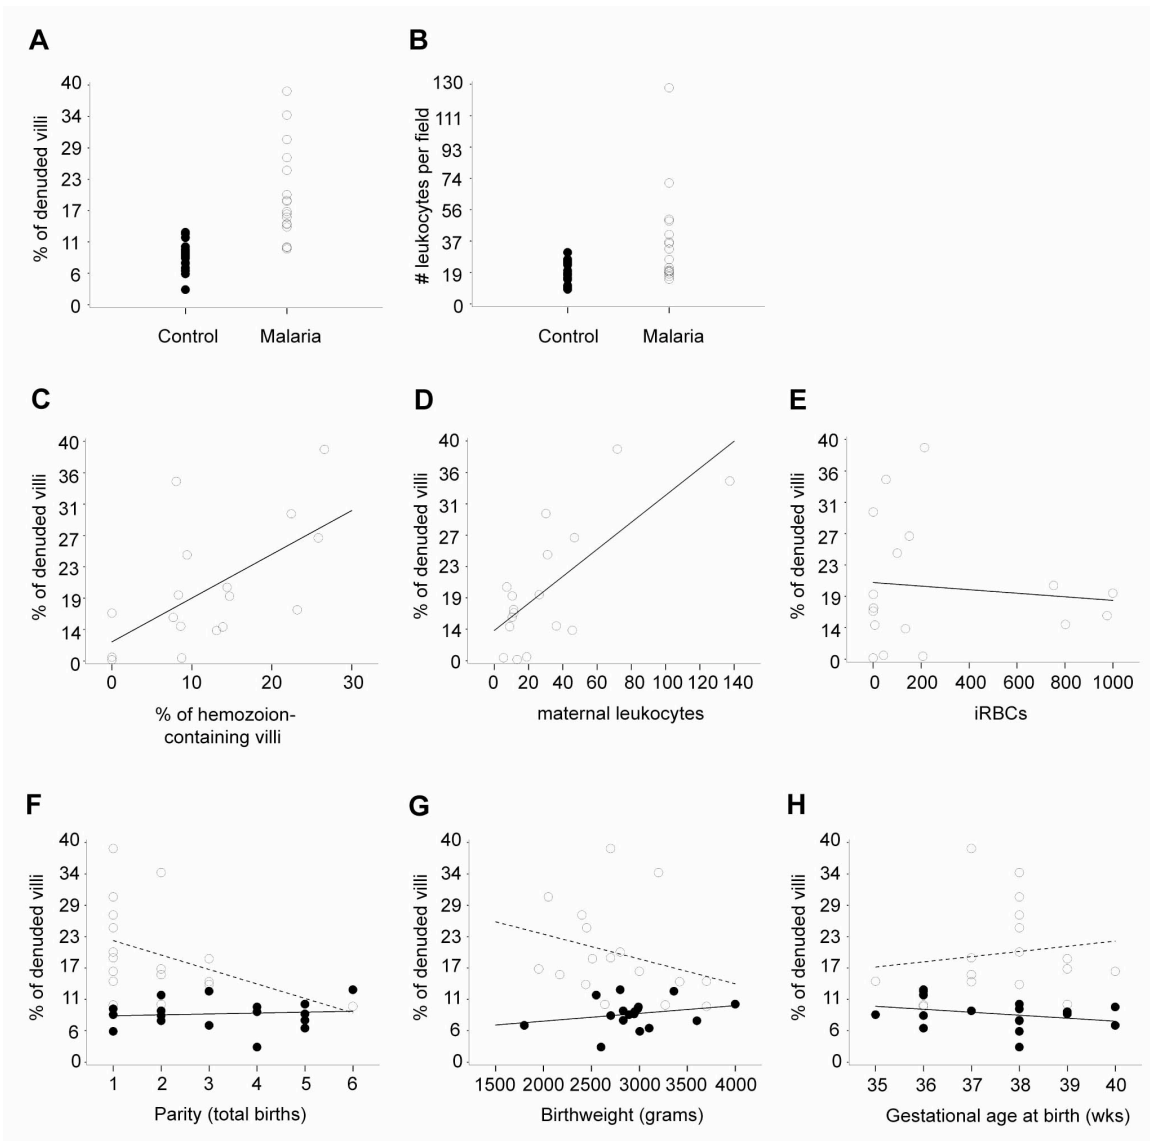 A
B
% of denuded villi
40
34
29
23
17
11
6
0
Control Malaria
# leukocytes per field
130
111
93
74
56
37
19
0
Control Malaria
C
% of denuded villi
40
36
31
27
23
19
14
0
0 10 20 30
% of hemozoion-
containing villi
D
% of denuded villi
40
36
31
27
23
19
14
0
0 20 40 60 80 100 120 140
maternal leukocytes
E
% of denuded villi
40
36
31
27
23
19
14
0
0 200 400 600 800 1000
iRBCs
F
% of denuded villi
40
34
29
23
17
11
6
0
1 2 3 4 5 6
Parity (total births)
G
% of denuded villi
40
34
29
23
17
11
6
0
1500 2000 2500 3000 3500 4000
Birthweight (grams)
H
% of denuded villi
40
34
29
23
17
11
6
0
35 36 37 38 39 40
Gestational age at birth (wks)